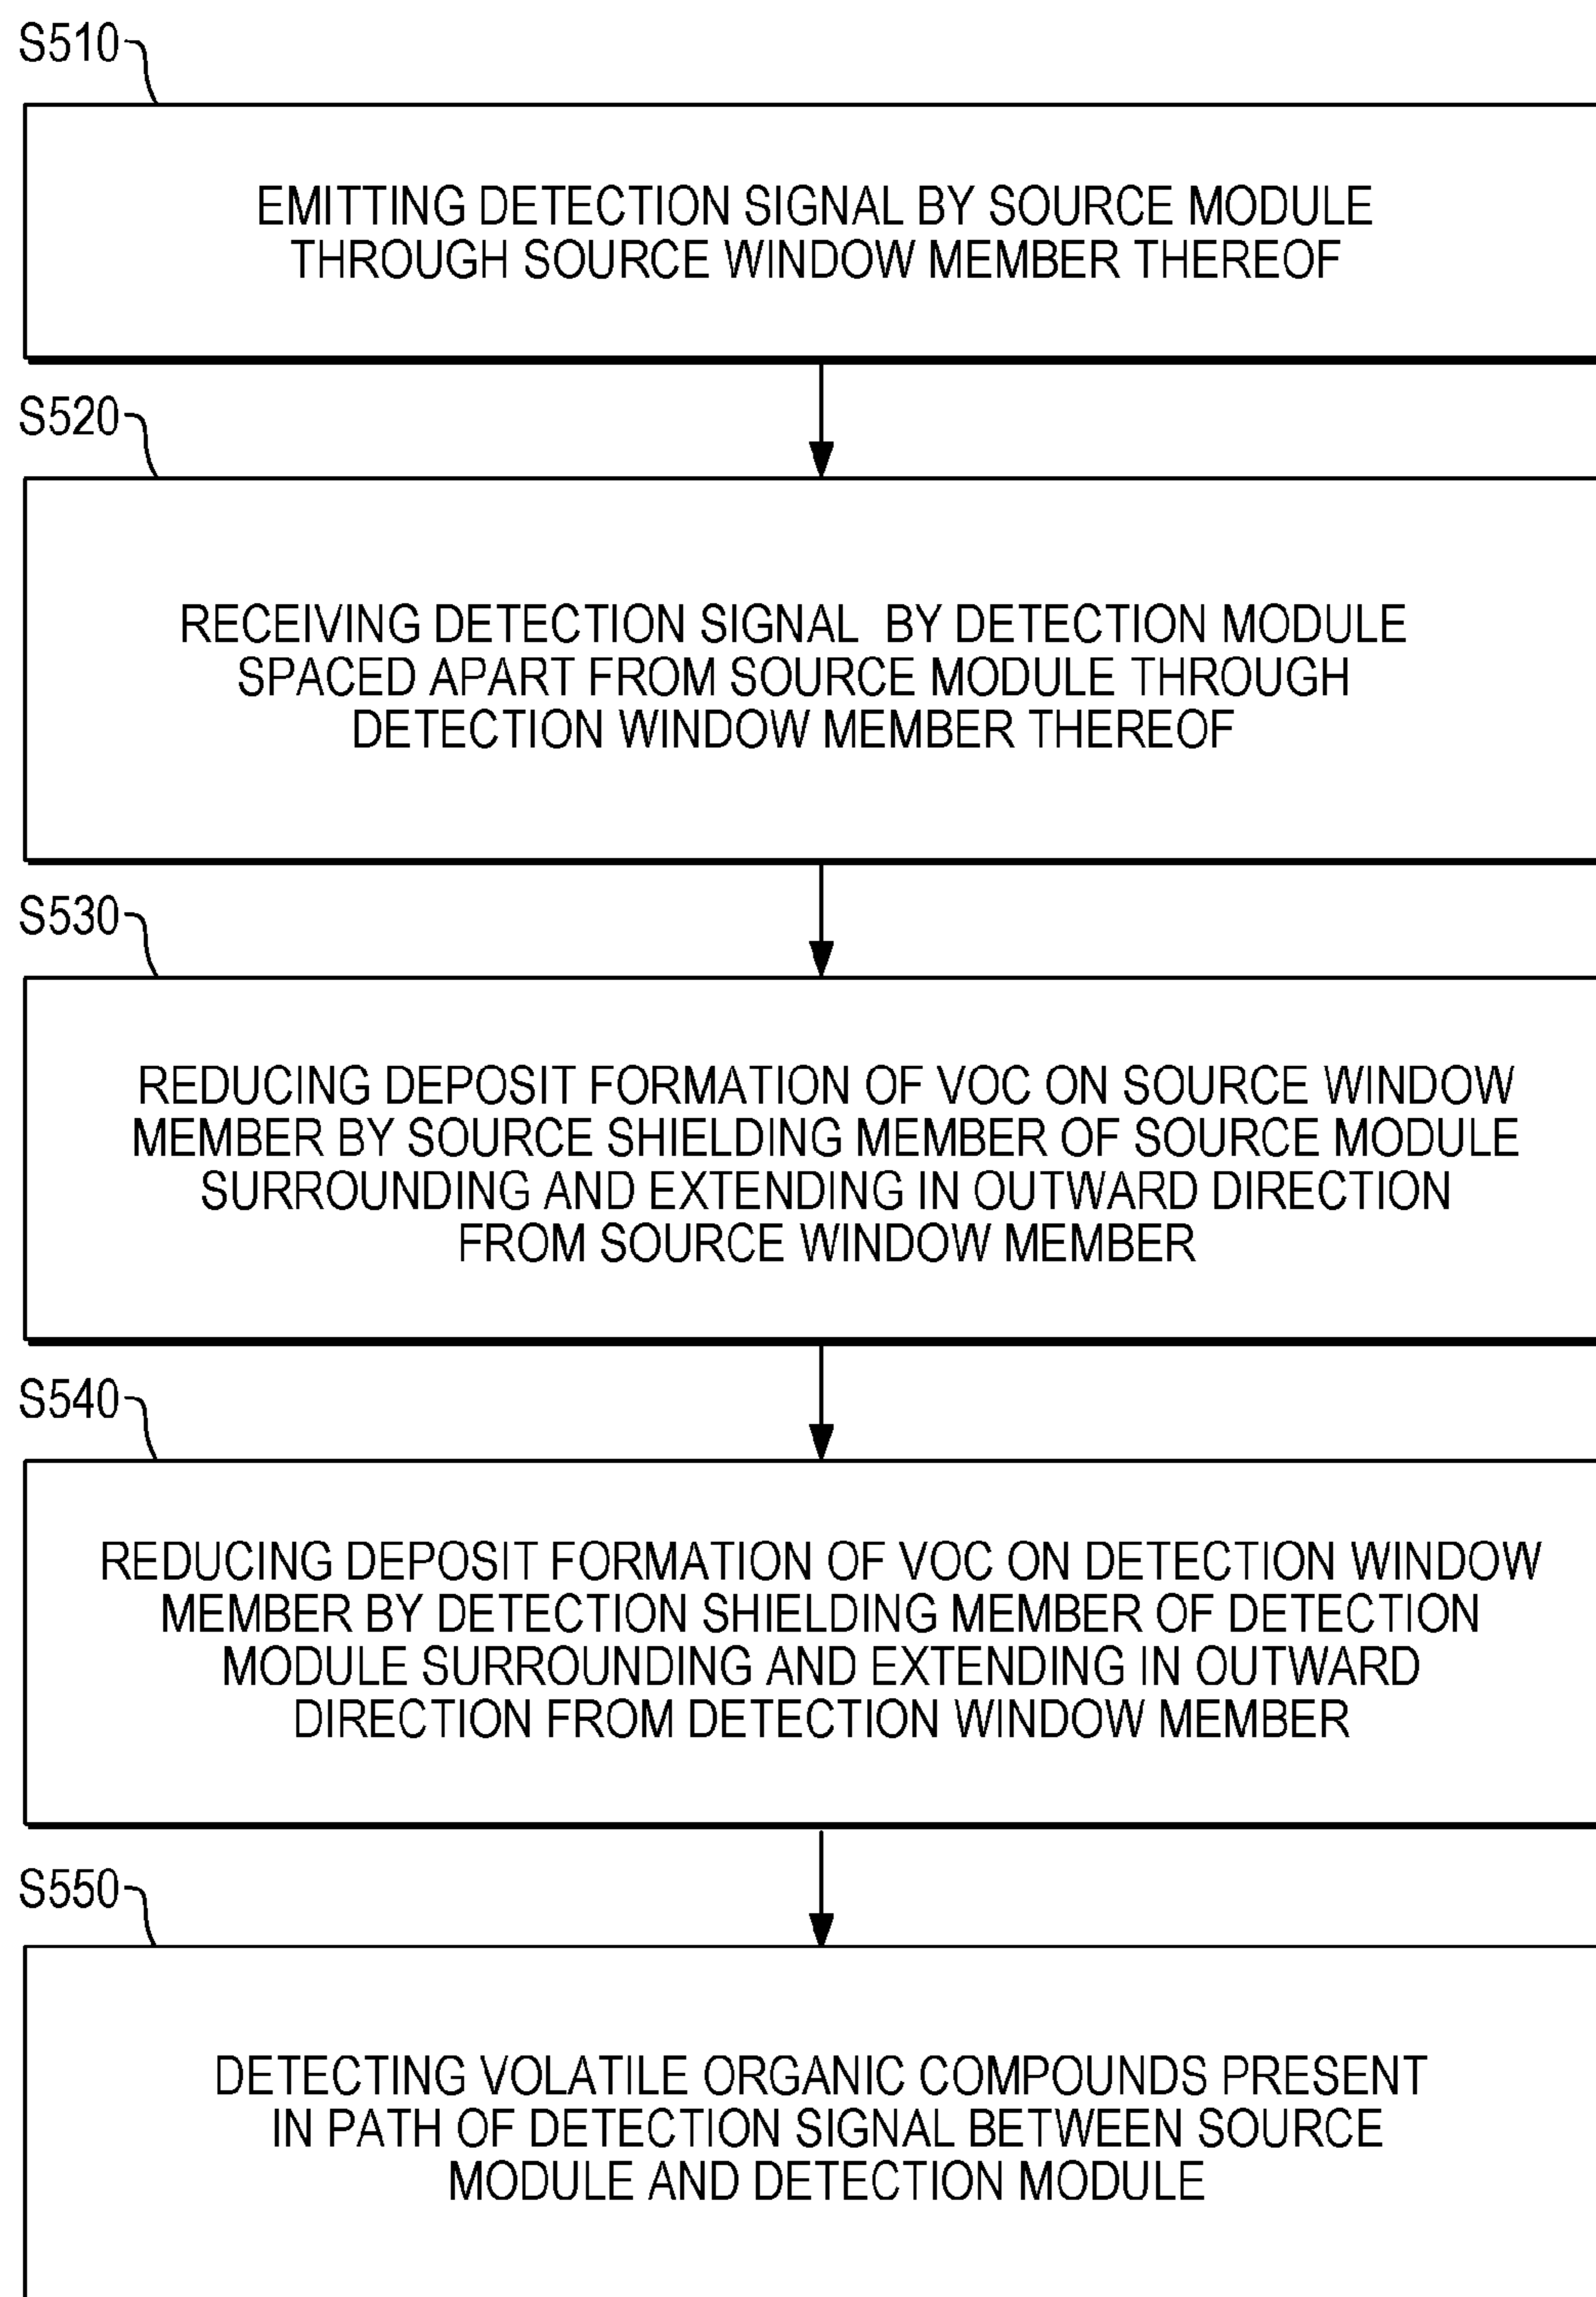 S510
EMITTING DETECTION SIGNAL BY SOURCE MODULE
THROUGH SOURCE WINDOW MEMBER THEREOF
S520
RECEIVING DETECTION SIGNAL BY DETECTION MODULE
SPACED APART FROM SOURCE MODULE THROUGH
DETECTION WINDOW MEMBER THEREOF
S530
REDUCING DEPOSIT FORMATION OF VOC ON SOURCE WINDOW
MEMBER BY SOURCE SHIELDING MEMBER OF SOURCE MODULE
SURROUNDING AND EXTENDING IN OUTWARD DIRECTION
FROM SOURCE WINDOW MEMBER
S540
REDUCING DEPOSIT FORMATION OF VOC ON DETECTION WINDOW
MEMBER BY DETECTION SHIELDING MEMBER OF DETECTION
MODULE SURROUNDING AND EXTENDING IN OUTWARD
DIRECTION FROM DETECTION WINDOW MEMBER
S550
DETECTING VOLATILE ORGANIC COMPOUNDS PRESENT
IN PATH OF DETECTION SIGNAL BETWEEN SOURCE
MODULE AND DETECTION MODULE